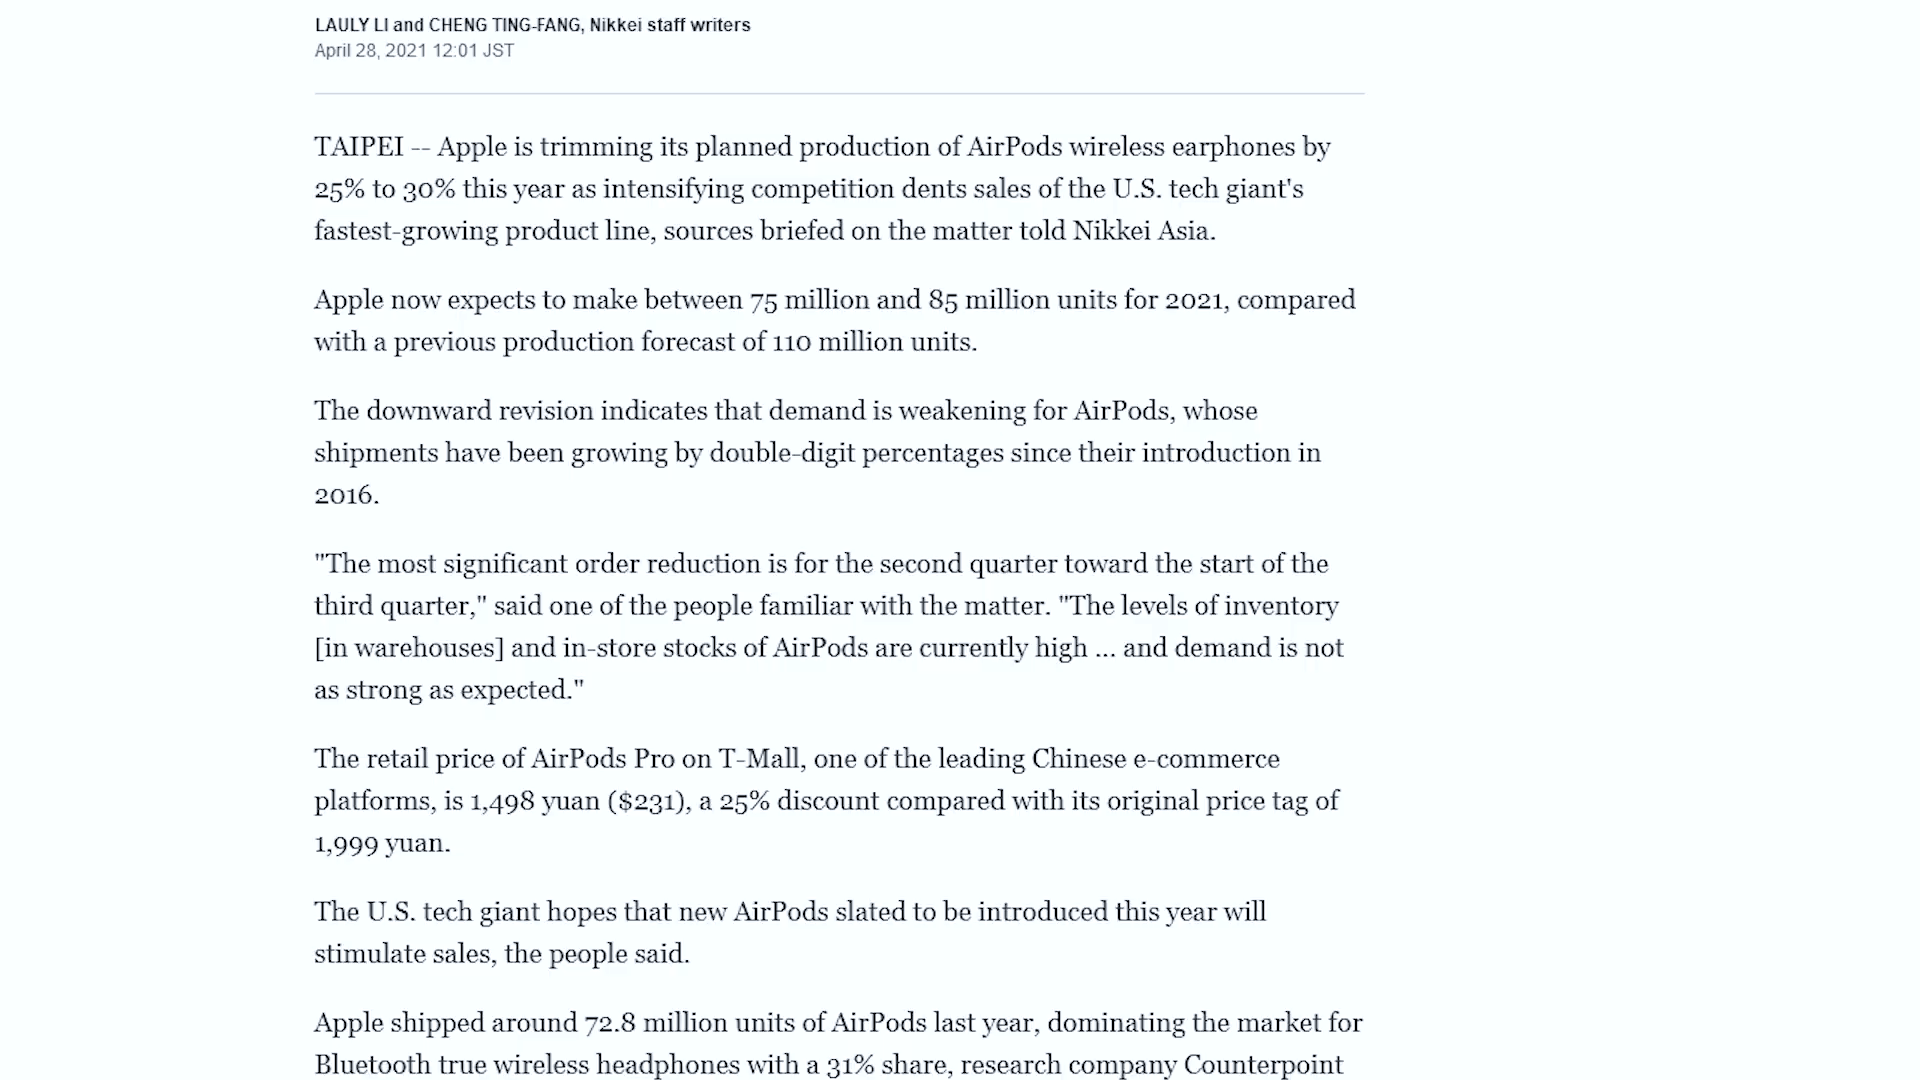 LAULY LI and CHENG TING-FANG, Nikkei staff writers
April 28, 2021 12:01 JST
TAIPEI -- Apple is trimming its planned production of AirPods wireless earphones by
25% to 30% this year as intensifying competition dents sales of the U.S. tech giant's
fastest-growing product line, sources briefed on the matter told Nikkei Asia.
Apple now expects to make between 75 million and 85 million units for 2021, compared
with a previous production forecast of 110 million units.
The downward revision indicates that demand is weakening for AirPods, whose
shipments have been growing by double-digit percentages since their introduction in
2016.
"The most significant order reduction is for the second quarter toward the start of the
third quarter," said one of the people familiar with the matter. "The levels of inventory
[in warehouses] and in-store stocks of AirPods are currently high ... and demand is not
as strong as expected."
The retail price of AirPods Pro on T-Mall, one of the leading Chinese e-commerce
platforms, is 1,498 yuan ($231), a 25% discount compared with its original price tag of
1,999 yuan.
The U.S. tech giant hopes that new AirPods slated to be introduced this year will
stimulate sales, the people said.
Apple shipped around 72.8 million units of AirPods last year, dominating the market for
Bluetooth true wireless headphones with a 31% share, research company Counterpoint